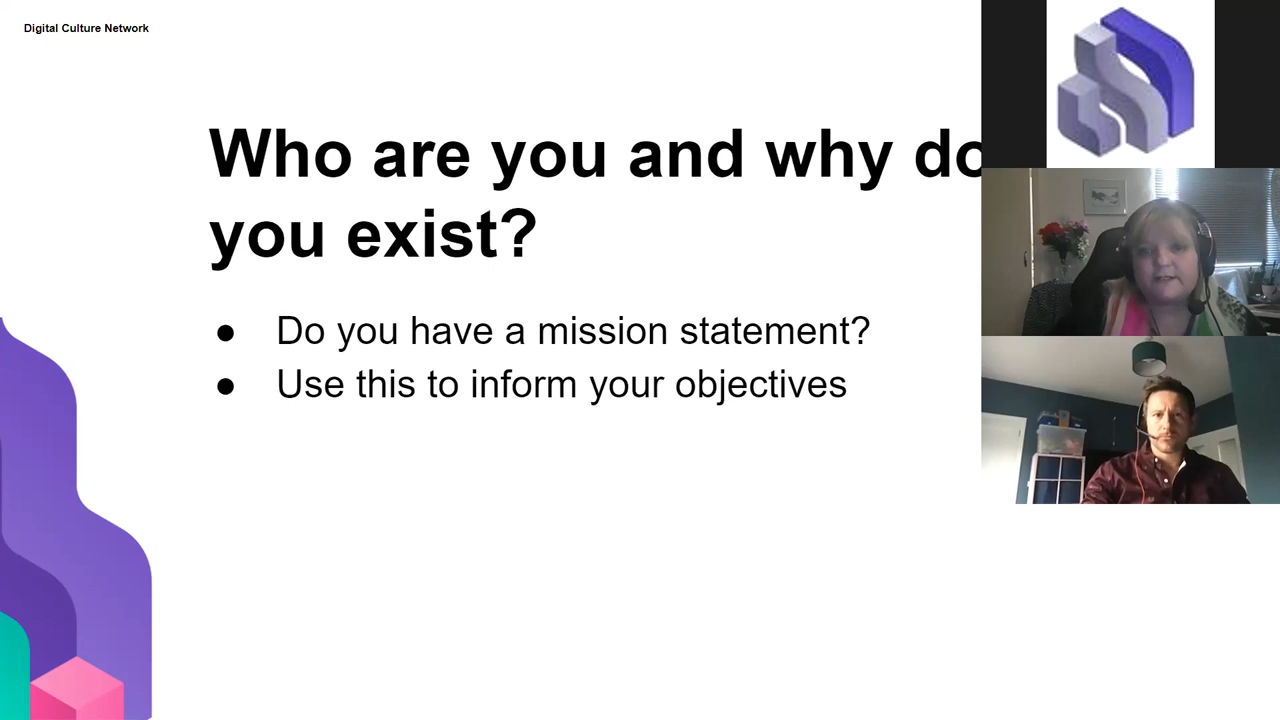 Digital Culture Network
Who are you and why do
you exist?
● Do you have a mission statement?
● Use this to inform your objectives